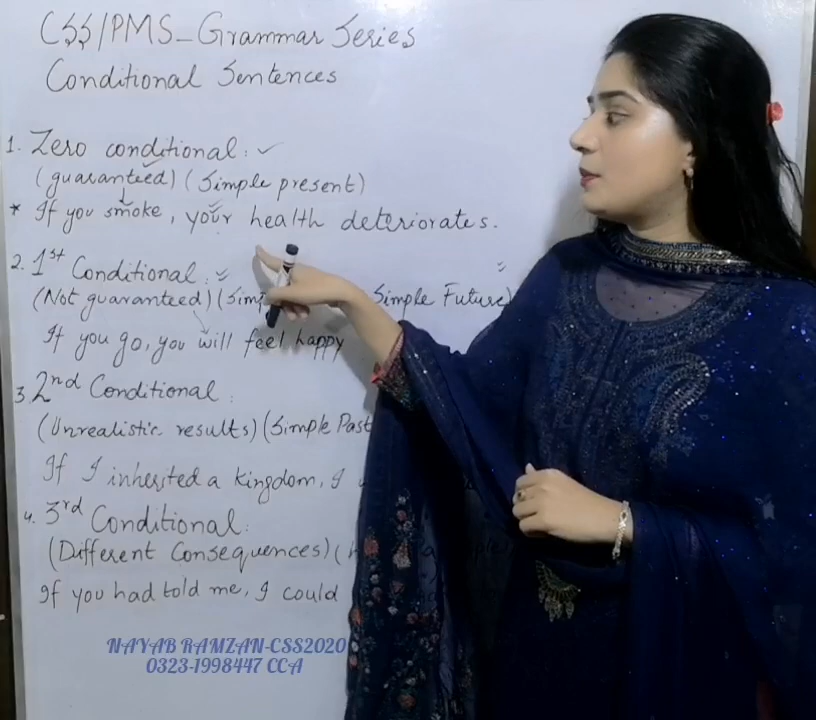 CSS/PMS_Grammar Series
Conditional Sentences
1. Zero conditional:
(guaranteed) (Simple present)
* If you smoke, your health deteriorates.
2. 1st Conditional:
(Not guaranteed) Simple Future)
If you go, you will feel happy
3. 2nd Conditional:
(Unrealistic results) (Simple Past
If I inherited a kingdom, I
4. 3rd Conditional:
(Different Consequences) (
If you had told me, I could
NAYAB RAMZAN-CSS2020
0323-1998447 CCA